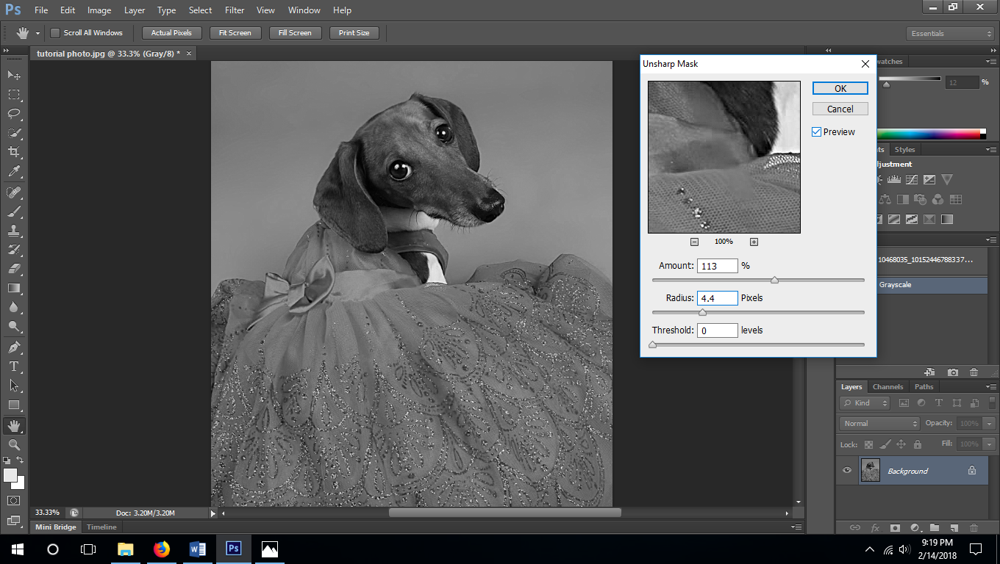 Ps File Edit Image Layer Type Select Filter View Window Help
Scroll All Windows Actual Pixels Fit Screen Fill Screen Print Size Essentials
tutorial photo.jpg @ 33.3% (Gray/8) * ×
Unsharp Mask
OK
Cancel
Preview
100%
Amount: 113 %
Radius: 4.4 Pixels
Threshold: 0 levels
watches
12 %
nts Styles
djustment
10468035_10152446788337...
Grayscale
Layers Channels Paths
Kind
Normal Opacity: 100%
Lock: Fill: 100%
Background
33.33% Doc: 3.20M/3.20M
Mini Bridge Timeline
Ps
9:19 PM
2/14/2018